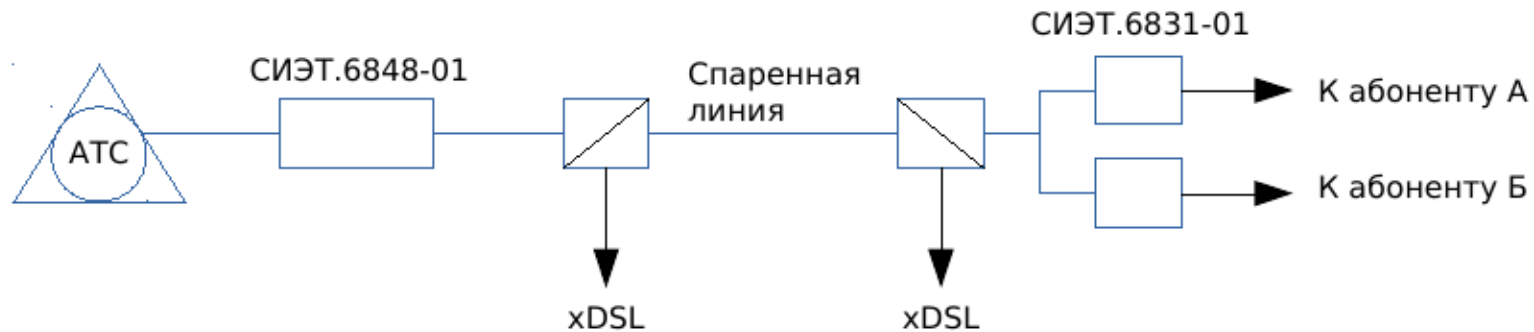 СИЭТ.6831-01
СИЭТ.6848-01
Спаренная
линия
К абоненту А
АТС
К абоненту Б
xDSL
xDSL